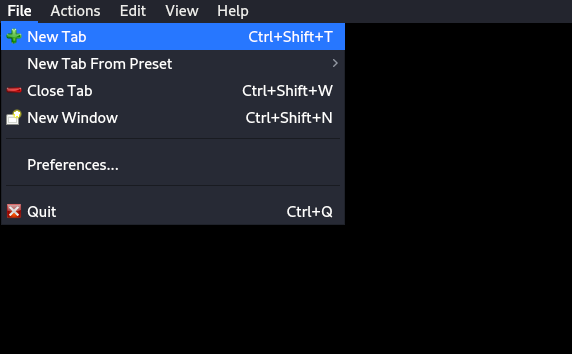 File Actions Edit View Help
New Tab Ctrl+Shift+T
New Tab From Preset
Close Tab Ctrl+Shift+W
New Window Ctrl+Shift+N
Preferences...
Quit Ctrl+Q